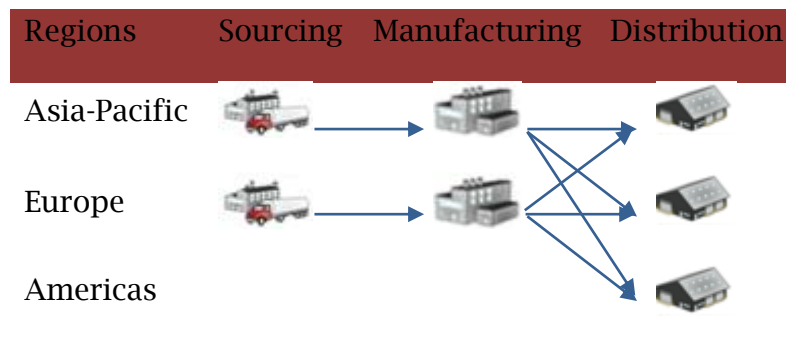 Regions Sourcing Manufacturing Distribution
Asia-Pacific
Europe
Americas